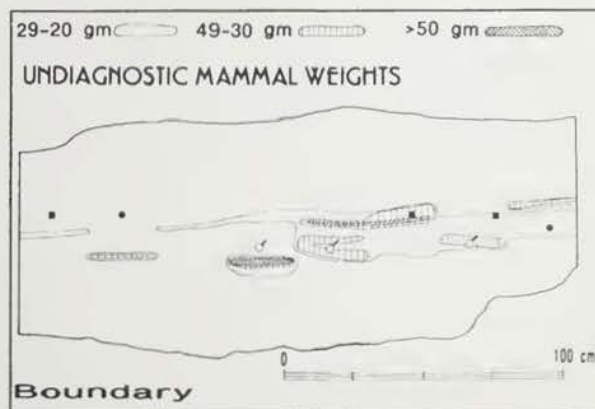 29-20 gm 49-30 gm >50 gm
UNDIAGNOSTIC MAMMAL WEIGHTS
0 100 cm
Boundary